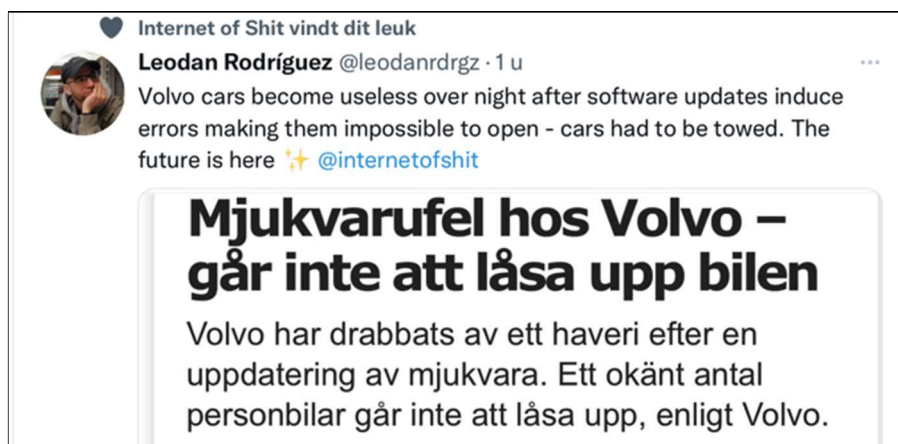 Internet of Shit vindt dit leuk
Leodan Rodríguez @leodanrdrgz · 1 u
Volvo cars become useless over night after software updates induce
errors making them impossible to open - cars had to be towed. The
future is here ✨ @internetofshit
Mjukvarufel hos Volvo –
går inte att låsa upp bilen
Volvo har drabbats av ett haveri efter en
uppdatering av mjukvara. Ett okänt antal
personbilar går inte att låsa upp, enligt Volvo.